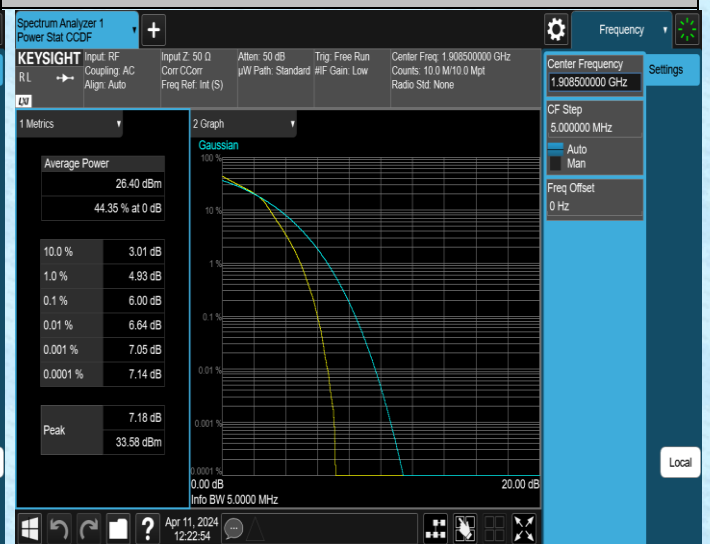 Spectrum Analyzer 1
Power Stat CCDF
Frequency
KEYSIGHT
RL
LXI
Input: RF
Coupling: AC
Align: Auto
Input Z: 50 Ω
Corr CCorr
Freq Ref: Int (S)
Atten: 50 dB
µW Path: Standard
Trig: Free Run
#IF Gain: Low
Center Freq: 1.908500000 GHz
Counts: 10.0 M/10.0 Mpt
Radio Std: None
Center Frequency
1.908500000 GHz
Settings
CF Step
5.000000 MHz
Auto
Man
Freq Offset
0 Hz
1 Metrics
Average Power
26.40 dBm
44.35 % at 0 dB
10.0 % 3.01 dB
1.0 % 4.93 dB
0.1 % 6.00 dB
0.01 % 6.64 dB
0.001 % 7.05 dB
0.0001 % 7.14 dB
Peak
7.18 dB
33.58 dBm
2 Graph
Gaussian
100 %
10 %
1 %
0.1 %
0.01 %
0.001 %
0.0001 %
0.00 dB 20.00 dB
Info BW 5.0000 MHz
Local
?
Apr 11, 2024
12:22:54